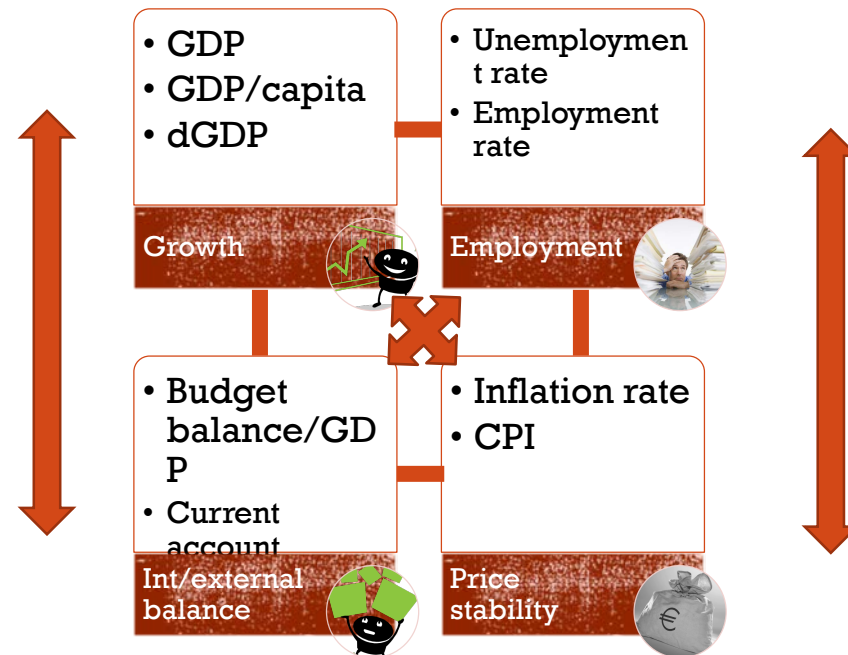 • GDP
• GDP/capita
• dGDP
Growth
• Unemploymen
t rate
• Employment
rate
Employment
• Budget
balance/GD
P
• Current
account
Int/external
balance
• Inflation rate
• CPI
Price
stability
€